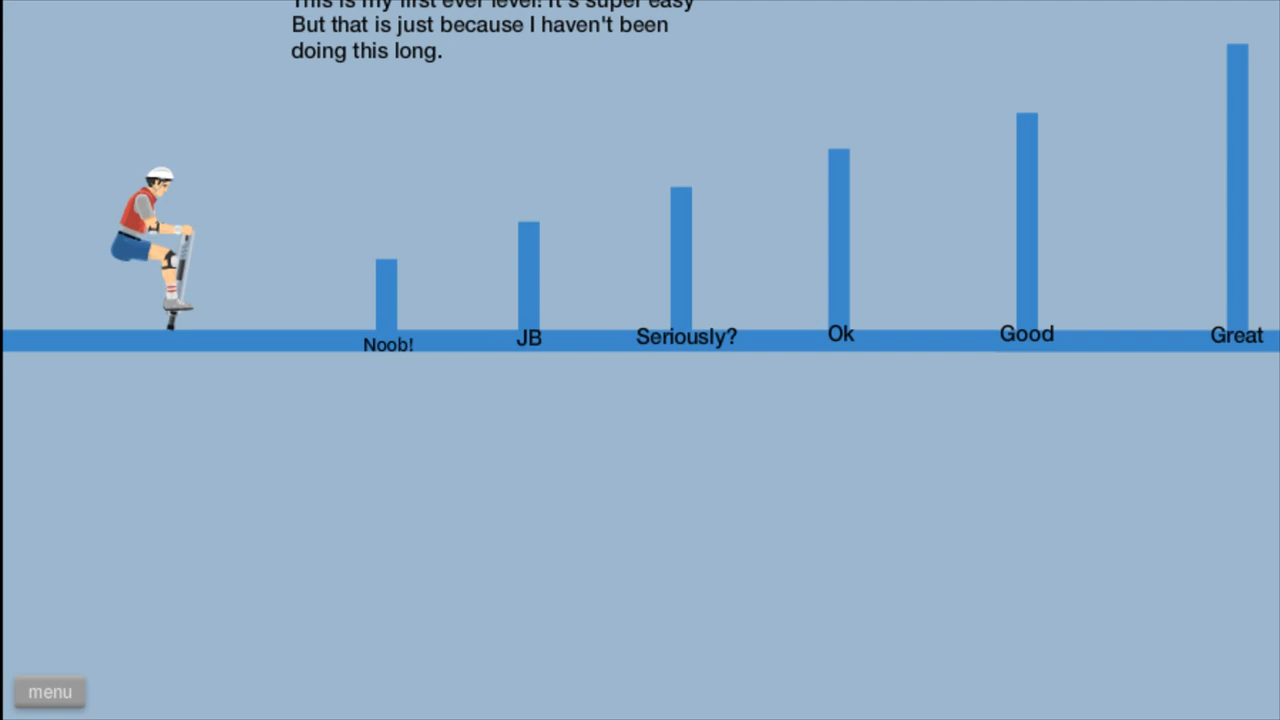 This is my first ever level! It's super easy
But that is just because I haven't been
doing this long.
Noob!
JB
Seriously?
Ok
Good
Great
menu